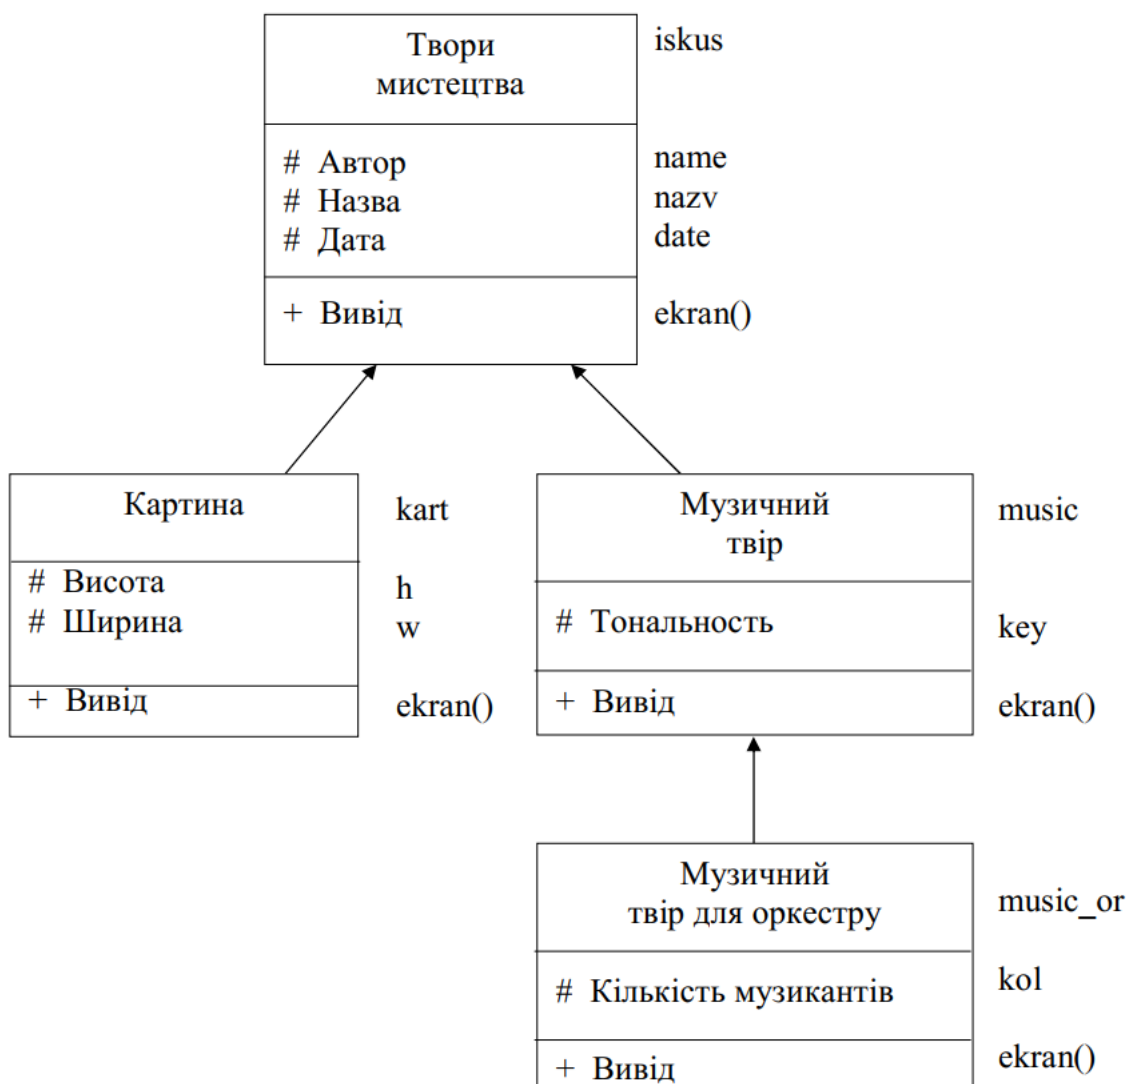 Твори
мистецтва
iskus
# Автор
name
# Назва
nazv
# Дата
date
+ Вивід
ekran()
Картина
kart
# Висота
h
# Ширина
w
+ Вивід
ekran()
Музичний
твір
music
# Тональность
key
+ Вивід
ekran()
Музичний
твір для оркестру
music_or
# Кількість музикантів
kol
+ Вивід
ekran()